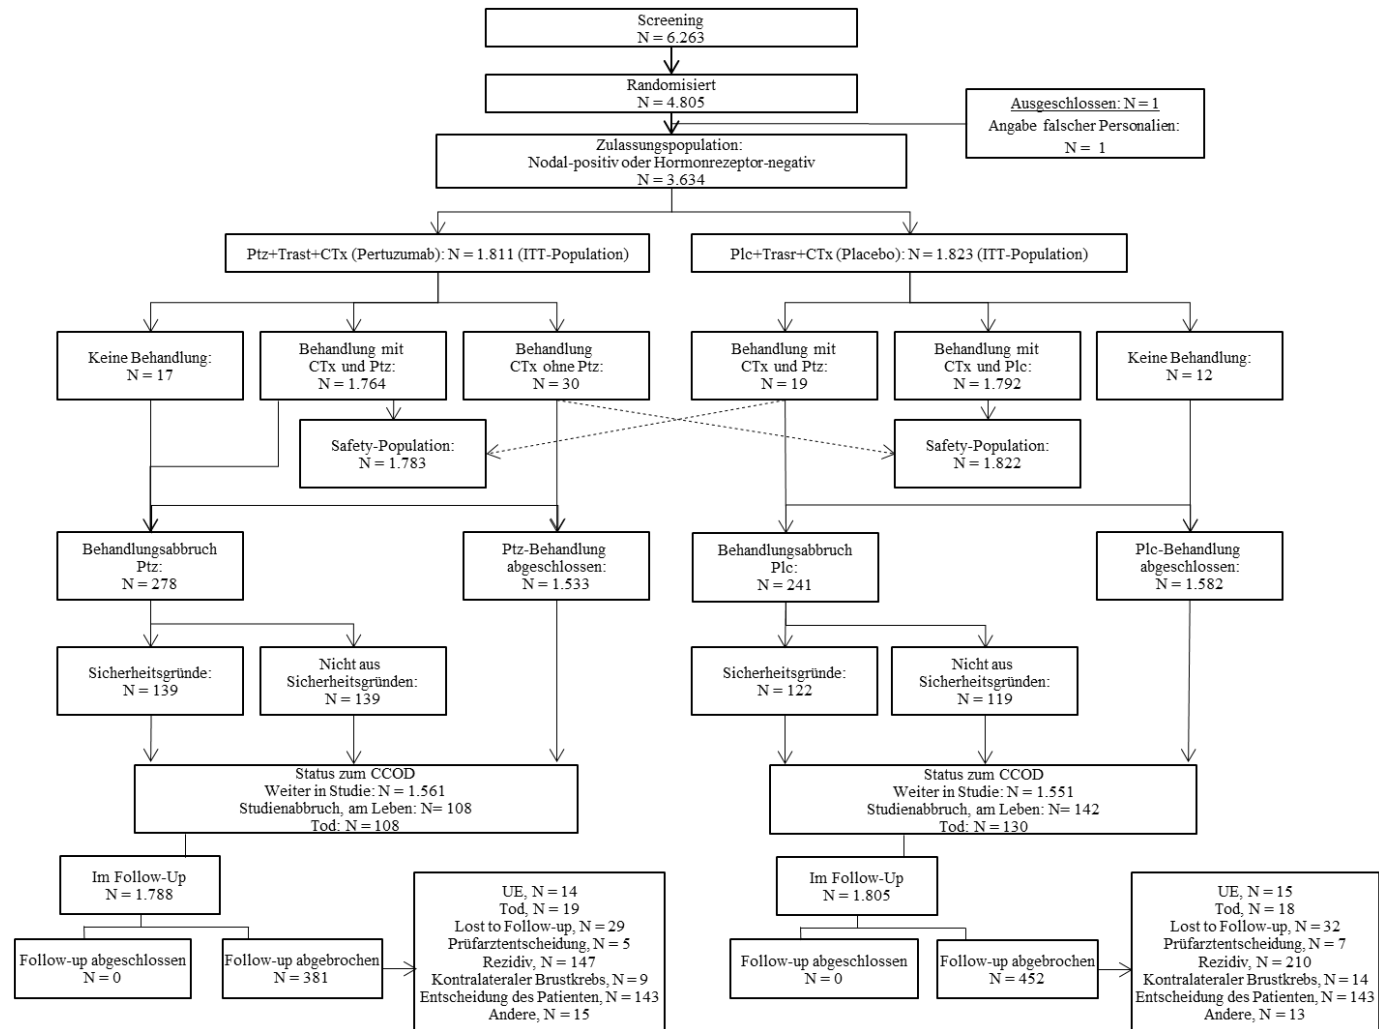 Screening
N = 6.263
Randomisiert
N = 4.805
Ausgeschlossen: N = 1
Angabe falscher Personalien:
N = 1
Zulassungspopulation:
Nodal-positiv oder Hormonrezeptor-negativ
N = 3.634
Ptz+Trast+CTx (Pertuzumab): N = 1.811 (ITT-Population)
Plc+Trasr+CTx (Placebo): N = 1.823 (ITT-Population)
Keine Behandlung:
N = 17
Behandlung mit
CTx und Ptz:
N = 1.764
Behandlung
CTx ohne Ptz:
N = 30
Behandlung mit
CTx und Ptz:
N = 19
Behandlung mit
CTx und Plc:
N = 1.792
Keine Behandlung:
N = 12
Safety-Population:
N = 1.783
Safety-Population:
N = 1.822
Behandlungsabbruch
Ptz:
N = 278
Ptz-Behandlung
abgeschlossen:
N = 1.533
Behandlungsabbruch
Plc:
N = 241
Plc-Behandlung
abgeschlossen:
N = 1.582
Sicherheitsgründe:
N = 139
Nicht aus
Sicherheitsgründen:
N = 139
Sicherheitsgründe:
N = 122
Nicht aus
Sicherheitsgründen:
N = 119
Status zum CCOD
Weiter in Studie: N = 1.561
Studienabbruch, am Leben: N= 108
Tod: N = 108
Status zum CCOD
Weiter in Studie: N = 1.551
Studienabbruch, am Leben: N= 142
Tod: N = 130
Im Follow-Up
N = 1.788
Follow-up abgeschlossen
N = 0
Follow-up abgebrochen
N = 381
UE, N = 14
Tod, N = 19
Lost to Follow-up, N = 29
Prüfarztentscheidung, N = 5
Rezidiv, N = 147
Kontralateraler Brustkrebs, N = 9
Entscheidung des Patienten, N = 143
Andere, N = 15
Im Follow-Up
N = 1.805
Follow-up abgeschlossen
N = 0
Follow-up abgebrochen
N = 452
UE, N = 15
Tod, N = 18
Lost to Follow-up, N = 32
Prüfarztentscheidung, N = 7
Rezidiv, N = 210
Kontralateraler Brustkrebs, N = 14
Entscheidung des Patienten, N = 143
Andere, N = 13